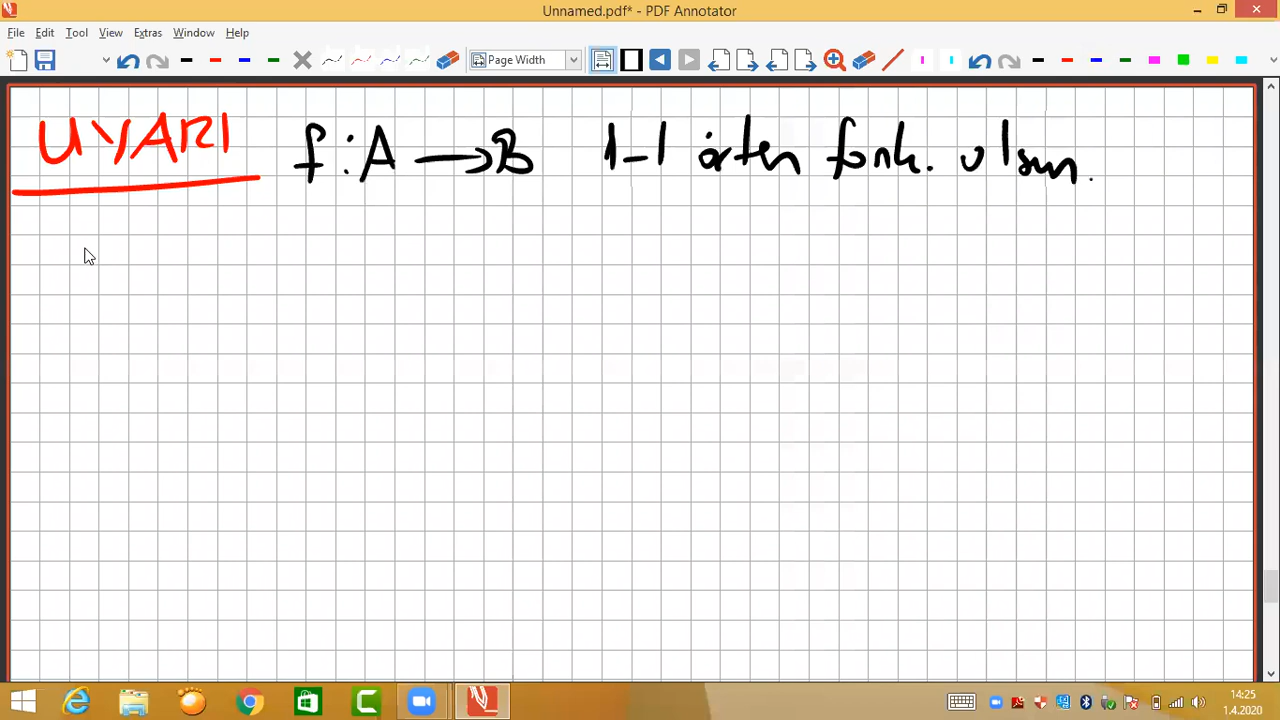 Unnamed.pdf* - PDF Annotator
File Edit Tool View Extras Window Help
Page Width
UYARI f : A → B 1-1 örten fonk. olsun.
14:25
1.4.2020